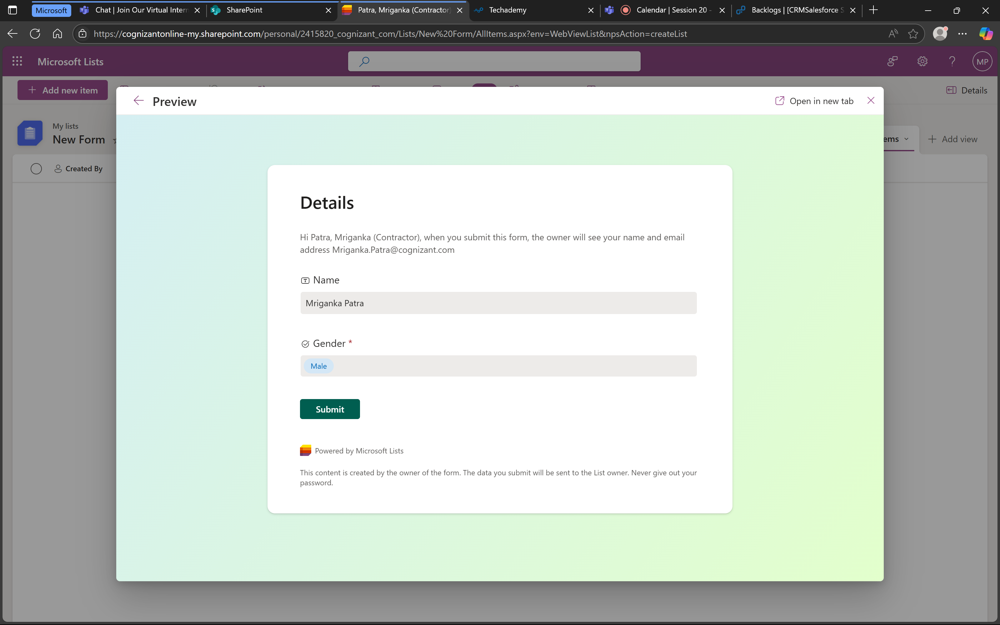 Microsoft
Chat | Join Our Virtual Intern
SharePoint
Patra, Mriganka (Contractor)
Techademy
Calendar | Session 20 -
Backlogs | [CRMSalesforce S
https://cognizantonline-my.sharepoint.com/personal/2415820_cognizant_com/Lists/New%20Form/AllItems.aspx?env=WebViewList&npsAction=createList
Microsoft Lists
MP
+ Add new item
Details
Preview
Open in new tab
My lists
New Form
ems
+ Add view
Created By
Details
Hi Patra, Mriganka (Contractor), when you submit this form, the owner will see your name and email
address Mriganka.Patra@cognizant.com
Name
Mriganka Patra
Gender *
Male
Submit
Powered by Microsoft Lists
This content is created by the owner of the form. The data you submit will be sent to the List owner. Never give out your
password.